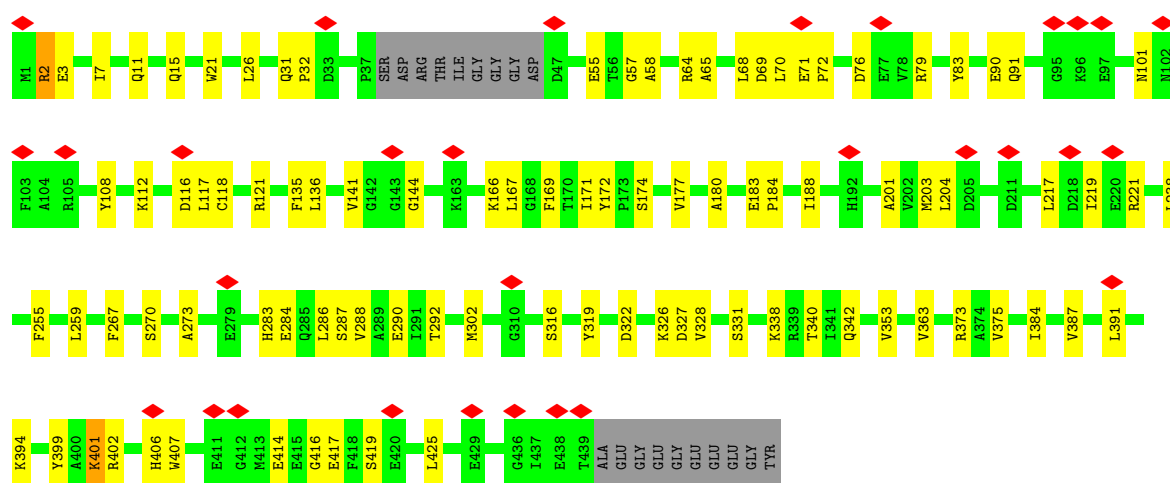 M1 R2 E3 I7 Q11 Q15 W21 L26 Q31 P32 D33 P37 SER ASP ARG THR ILE GLY GLY GLY ASP D47 E55 T56 G57 A58 R64 A65 L68 D69 L70 E71 P72 D76 E77 V78 R79 Y83 E90 Q91 G95 K96 E97 N101 N102
F103 A104 R105 Y108 K112 D116 L117 C118 R121 F135 L136 V141 G142 G143 G144 K163 K166 L167 G168 F169 T170 I171 Y172 P173 S174 V177 A180 E183 P184 I188 H192 A201 V202 M203 L204 D205 D211 L217 D218 I219 E220 R221
F255 L259 F267 S270 A273 E279 H283 E284 Q285 L286 S287 V288 A289 E290 I291 T292 M302 G310 S316 Y319 D322 K326 D327 V328 S331 K338 R339 T340 I341 Q342 V353 V363 R373 A374 V375 I384 V387 L391
K394 Y399 A400 K401 R402 H406 W407 E411 G412 M413 E414 E415 G416 E417 F418 S419 E420 L425 E429 G436 I437 E438 T439 ALA GLU GLY GLU GLY GLU GLU GLU GLY TYR